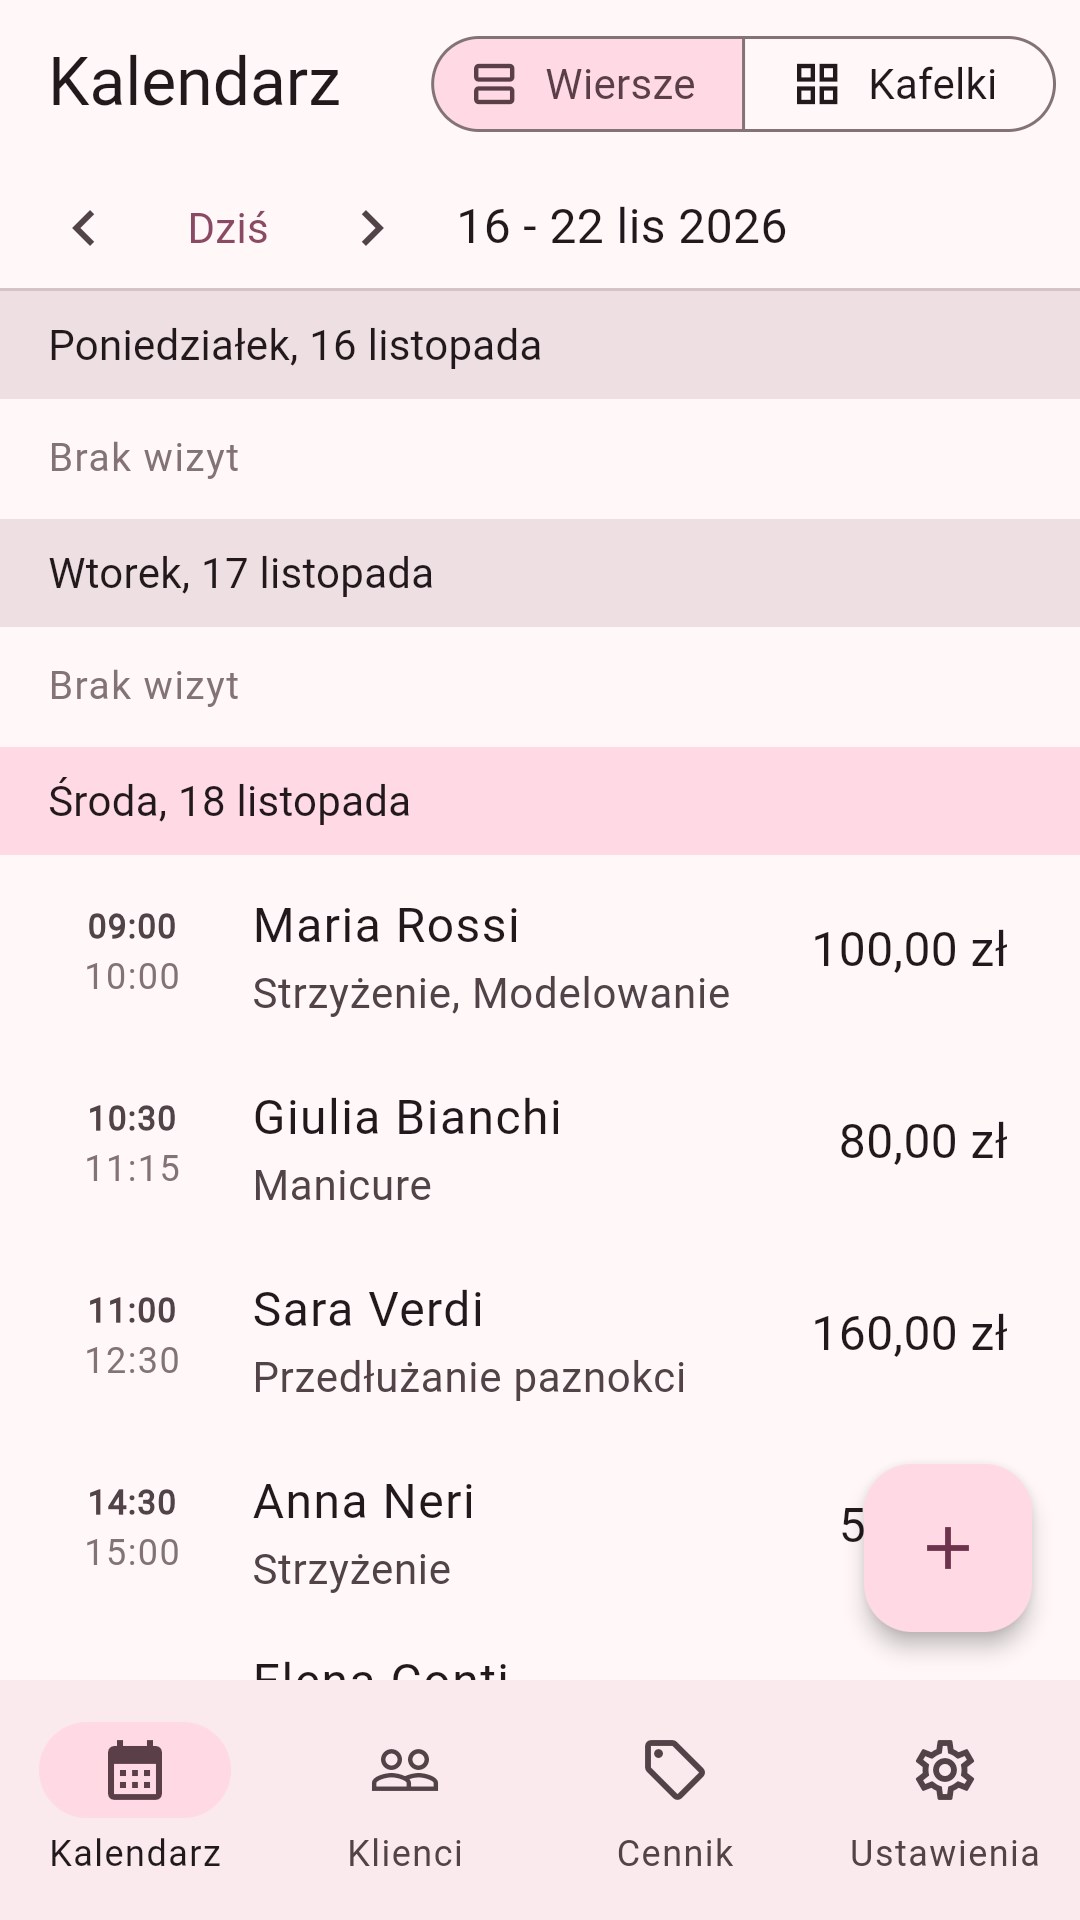 Kalendarz
Wiersze
Kafelki
Dziś
16 - 22 lis 2026
Poniedziałek, 16 listopada
Brak wizyt
Wtorek, 17 listopada
Brak wizyt
Środa, 18 listopada
09:00
10:00
Maria Rossi
Strzyżenie, Modelowanie
100,00 zł
10:30
11:15
Giulia Bianchi
Manicure
80,00 zł
11:00
12:30
Sara Verdi
Przedłużanie paznokci
160,00 zł
14:30
15:00
Anna Neri
Strzyżenie
5
Elena Conti
Kalendarz
Klienci
Cennik
Ustawienia